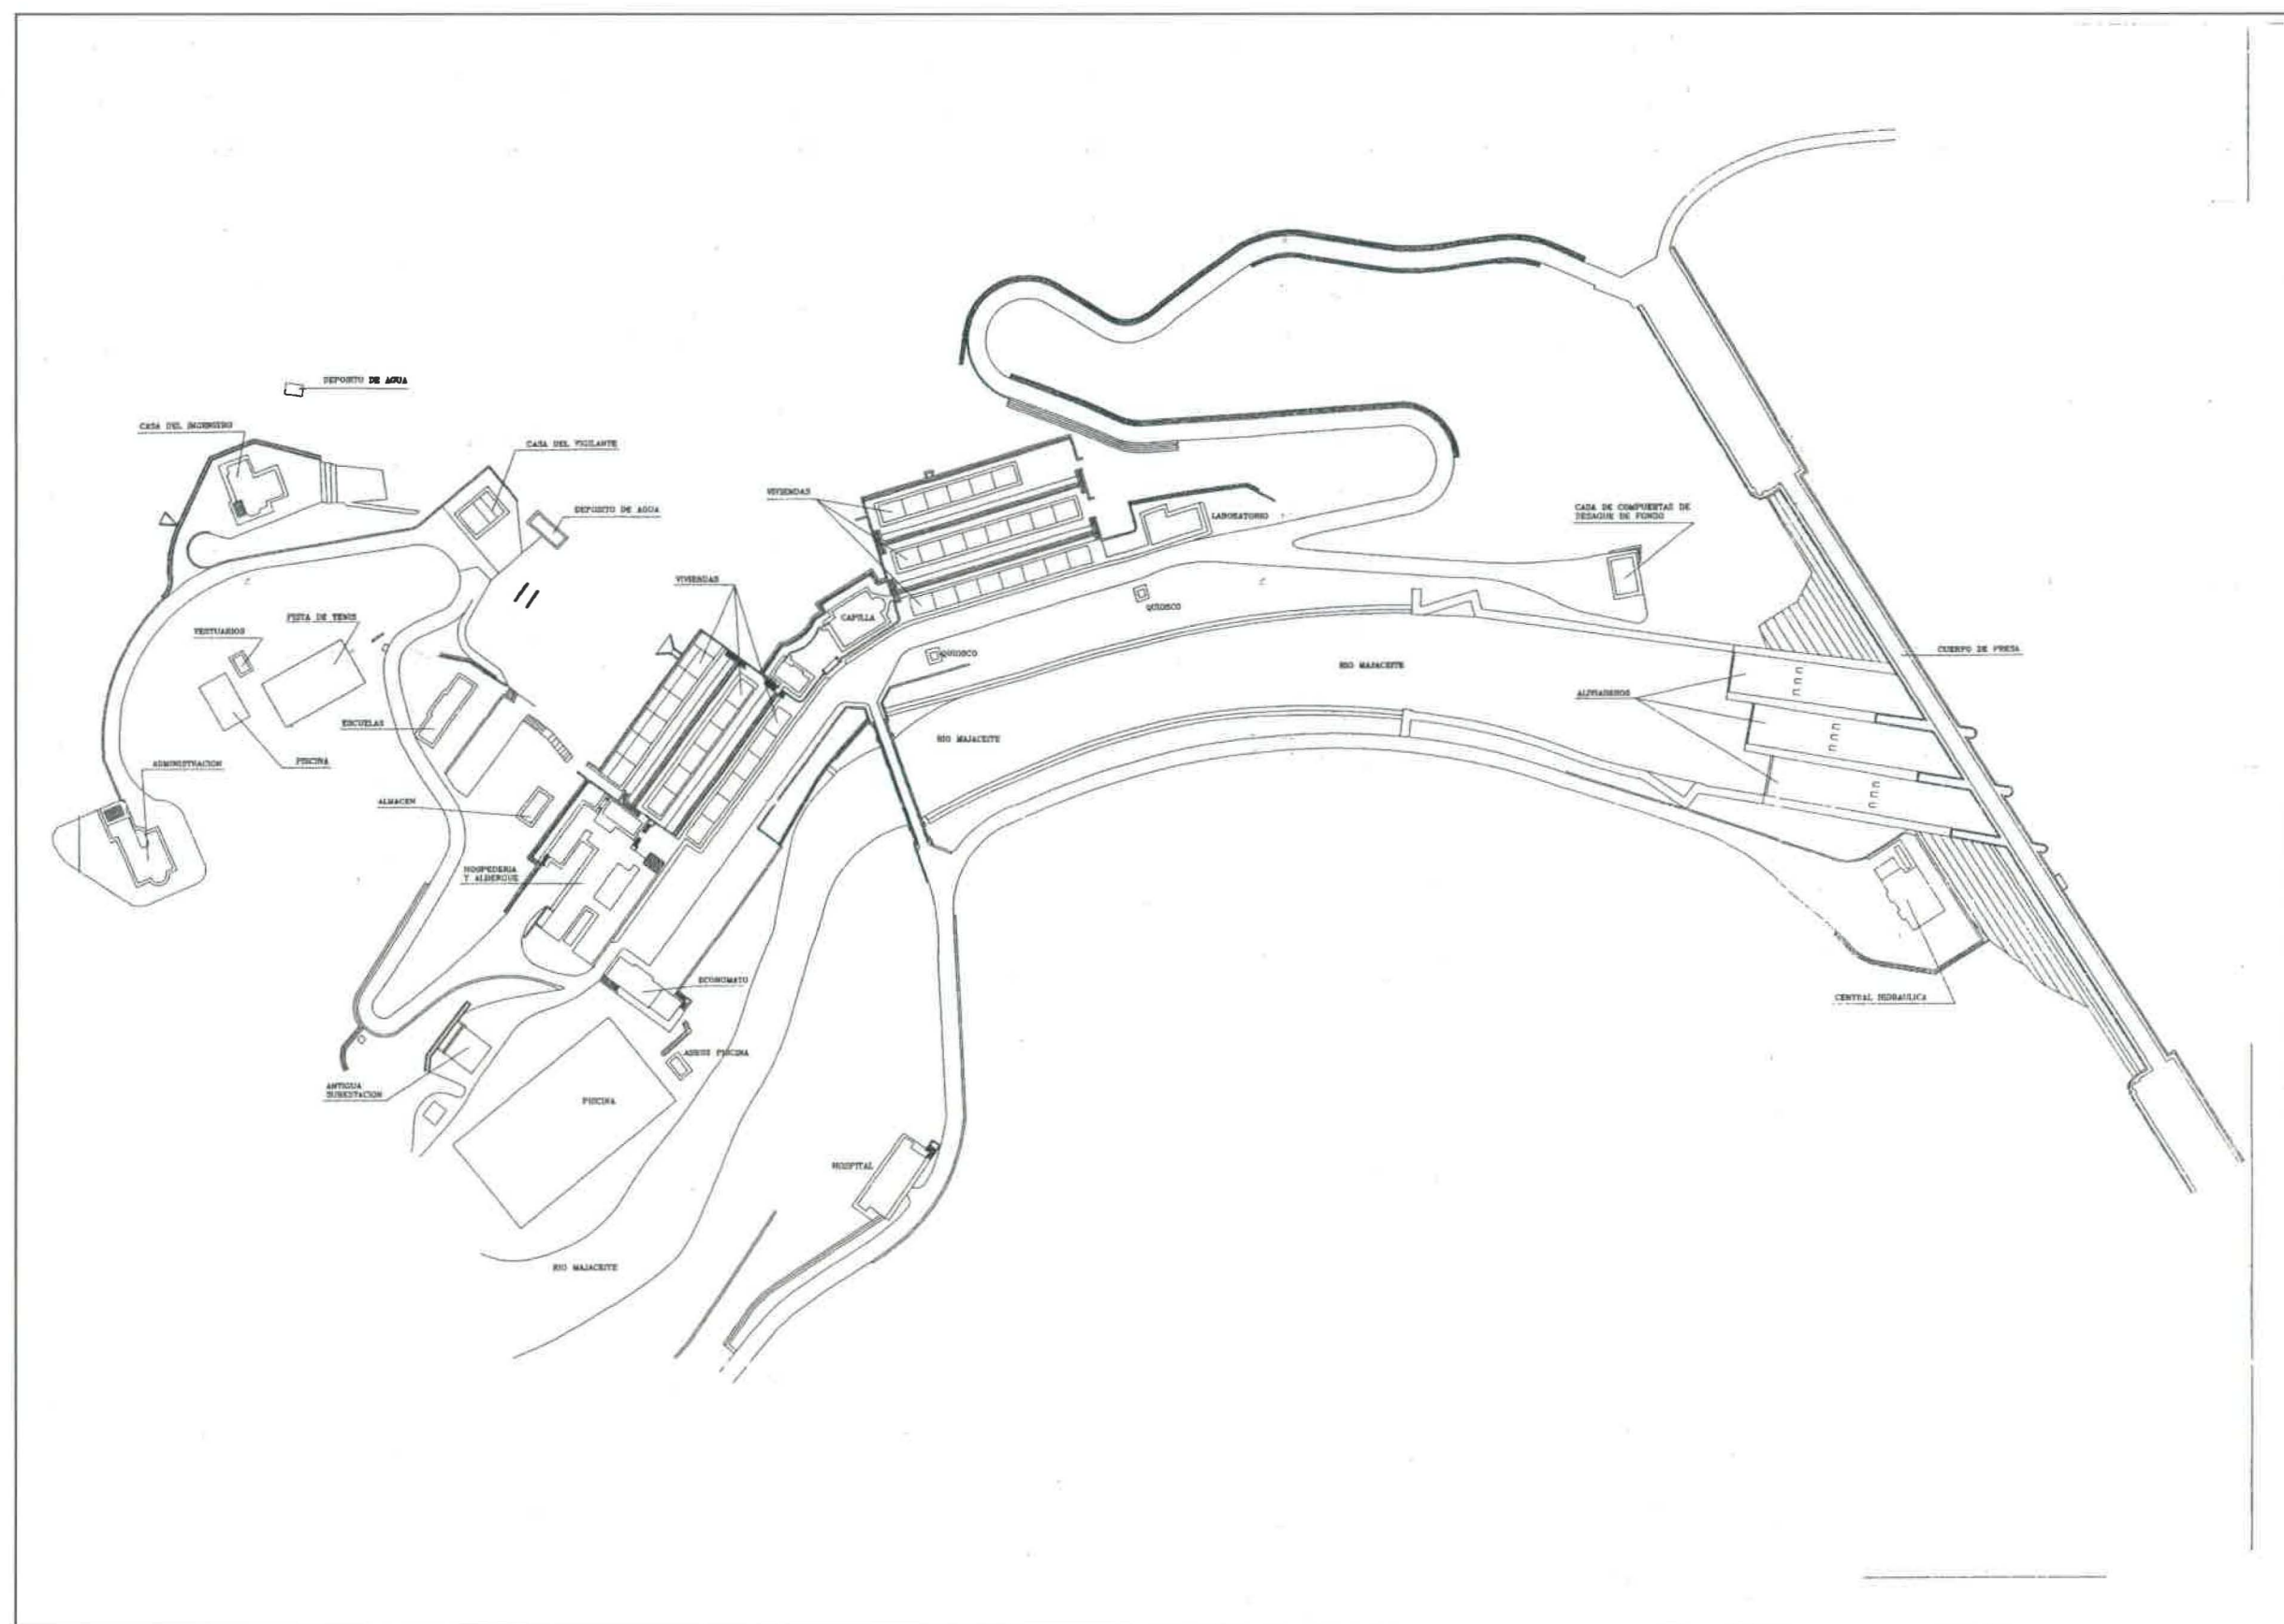 DEPOSITO DE AGUA
CASA DEL INGENIERO
CASA DEL VIGILANTE
DEPOSITO DE AGUA
VIVIENDAS
LABORATORIO
CASA DE COMPUERTAS DE
DESAGUE DE FONDO
VIVIENDAS
QUIOSCO
CAPILLA
PISTA DE TENIS
VESTUARIOS
QUIOSCO
CUERPO DE PRESA
RIO MAJACEITE
ALIVIADEROS
ESCUELAS
RIO MAJACEITE
ADMINISTRACION
PISCINA
ALMACEN
HOSPEDERIA
Y ALBERGUE
ECONOMATO
CENTRAL HIDRAULICA
ASEOS PISCINA
ANTIGUA
SUBESTACION
PISCINA
HOSPITAL
RIO MAJACEITE